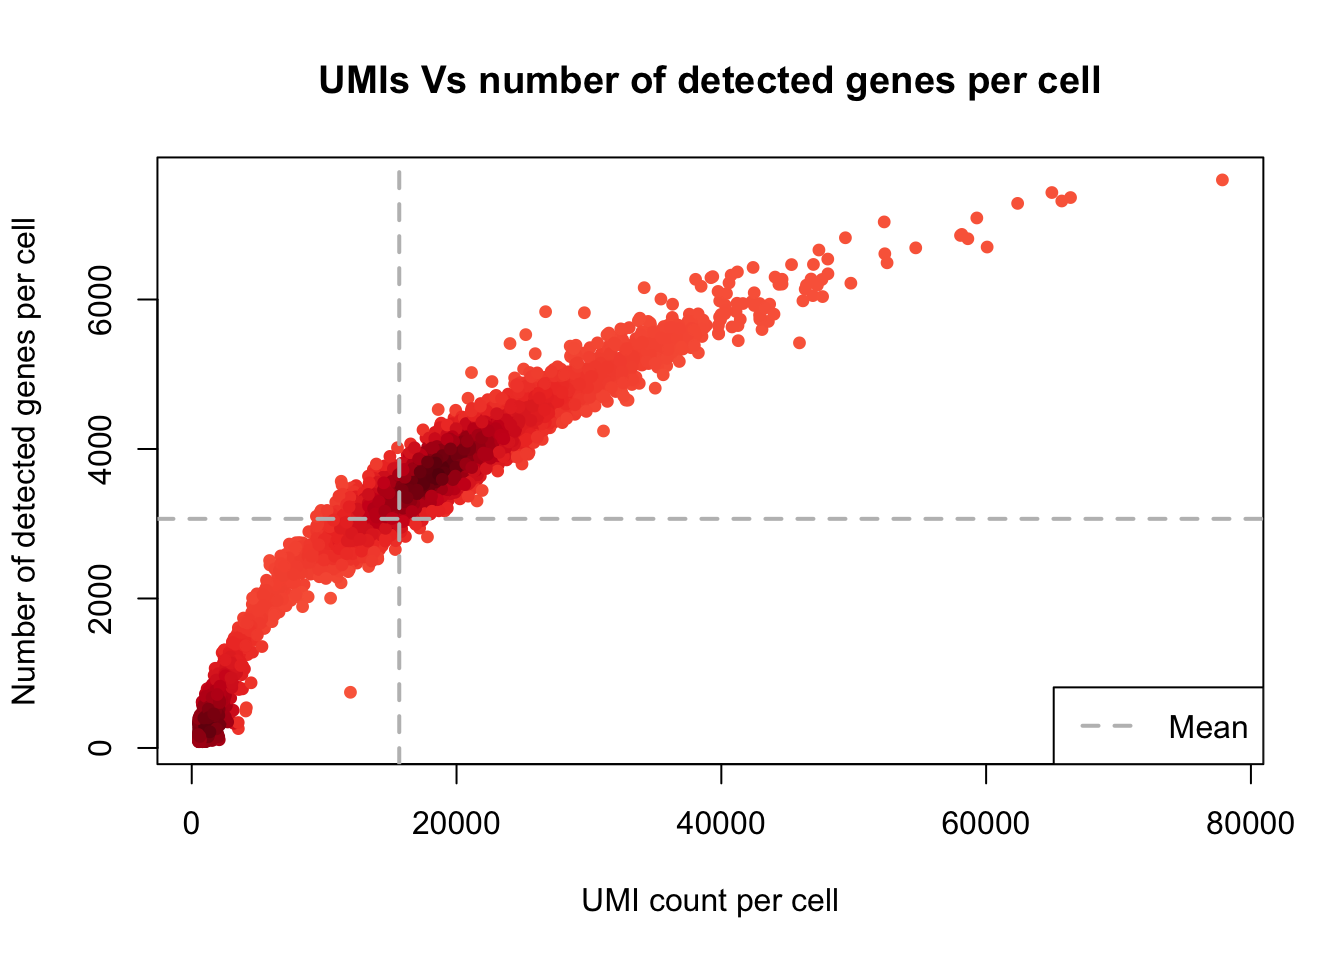 UMIs Vs number of detected genes per cell
Number of detected genes per cell
6000
4000
2000
0
Mean
0 20000 40000 60000 80000
UMI count per cell